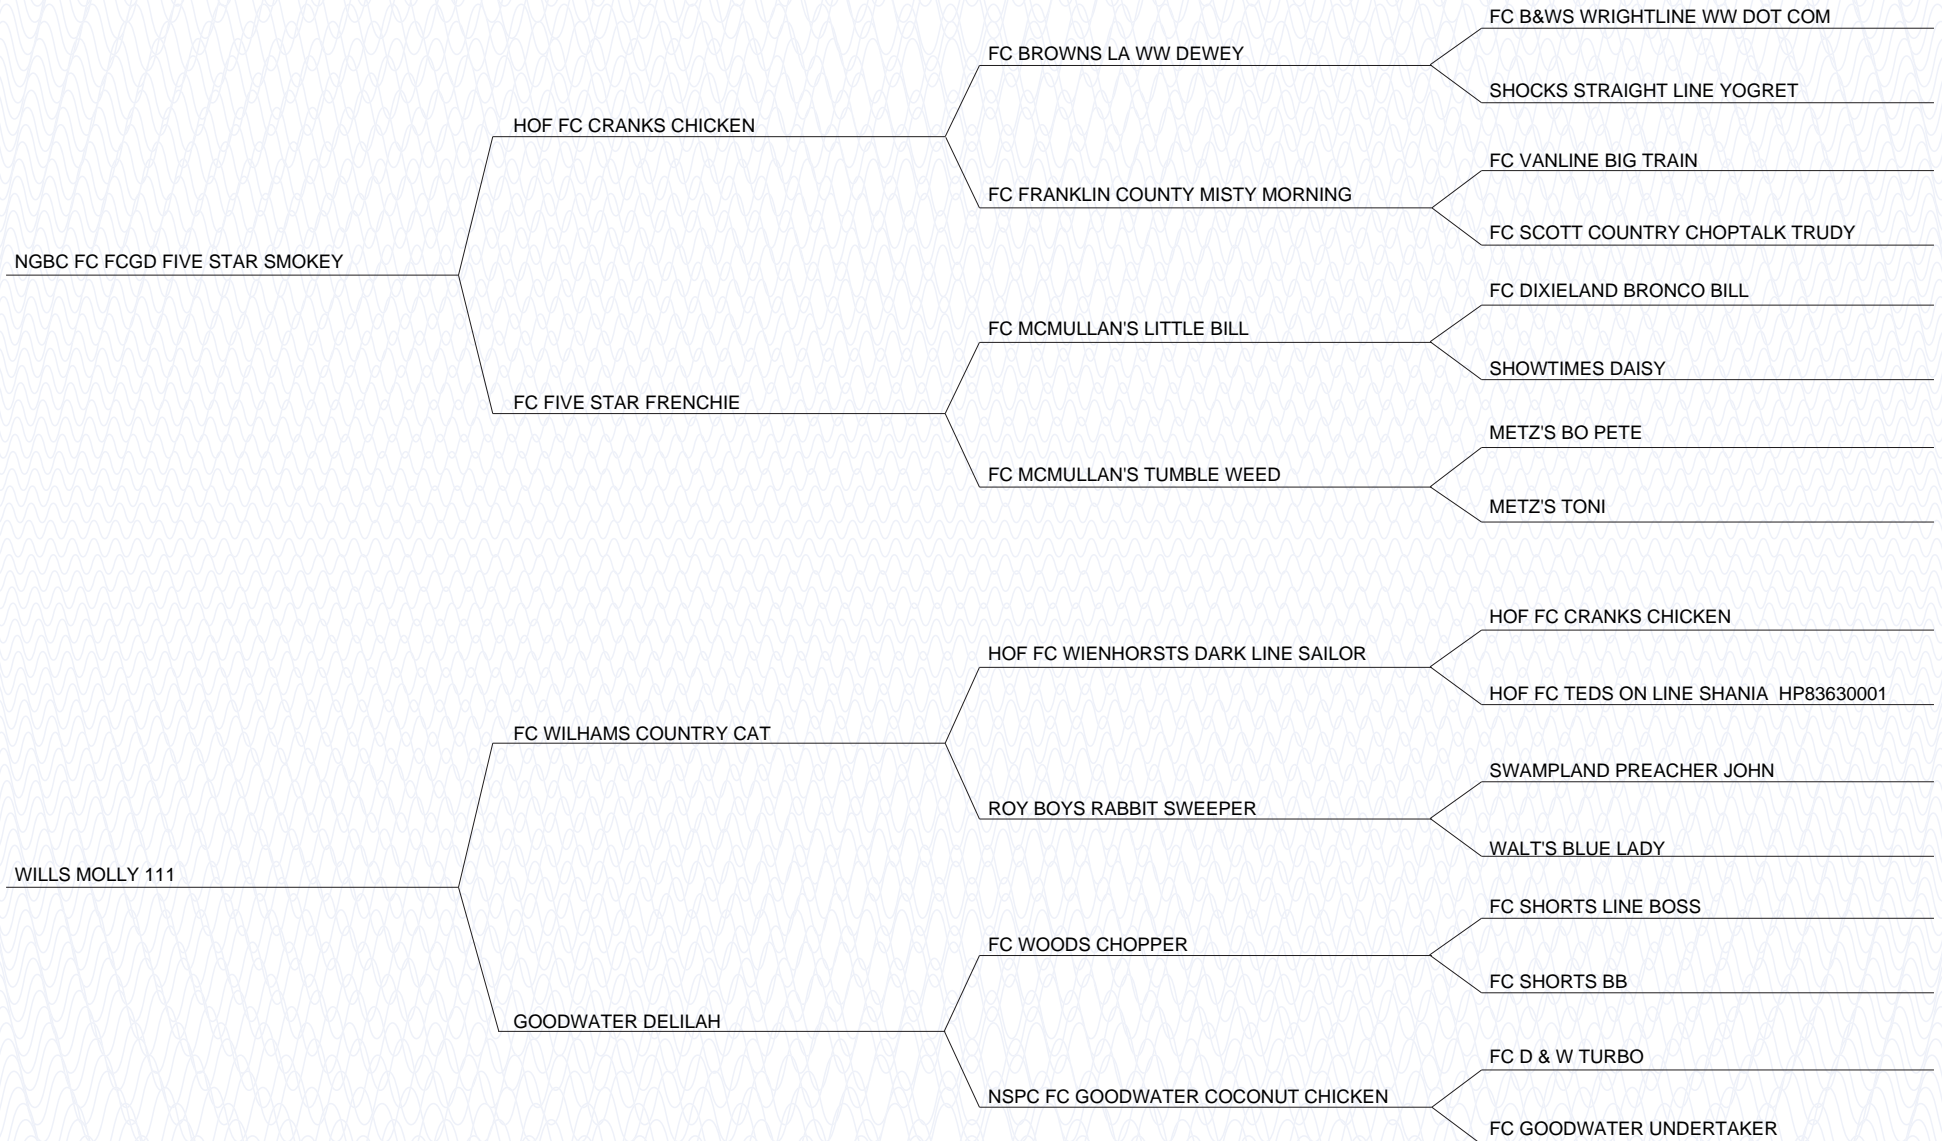 FC B&WS WRIGHTLINE WW DOT COM
FC BROWNS LA WW DEWEY
SHOCKS STRAIGHT LINE YOGRET
HOF FC CRANKS CHICKEN
FC VANLINE BIG TRAIN
FC FRANKLIN COUNTY MISTY MORNING
FC SCOTT COUNTRY CHOPTALK TRUDY
NGBC FC FCGD FIVE STAR SMOKEY
FC DIXIELAND BRONCO BILL
FC MCMULLAN'S LITTLE BILL
SHOWTIMES DAISY
FC FIVE STAR FRENCHIE
METZ'S BO PETE
FC MCMULLAN'S TUMBLE WEED
METZ'S TONI
HOF FC CRANKS CHICKEN
HOF FC WIENHORSTS DARK LINE SAILOR
HOF FC TEDS ON LINE SHANIA  HP83630001
FC WILHAMS COUNTRY CAT
SWAMPLAND PREACHER JOHN
ROY BOYS RABBIT SWEEPER
WALT'S BLUE LADY
WILLS MOLLY 111
FC SHORTS LINE BOSS
FC WOODS CHOPPER
FC SHORTS BB
GOODWATER DELILAH
FC D & W TURBO
NSPC FC GOODWATER COCONUT CHICKEN
FC GOODWATER UNDERTAKER